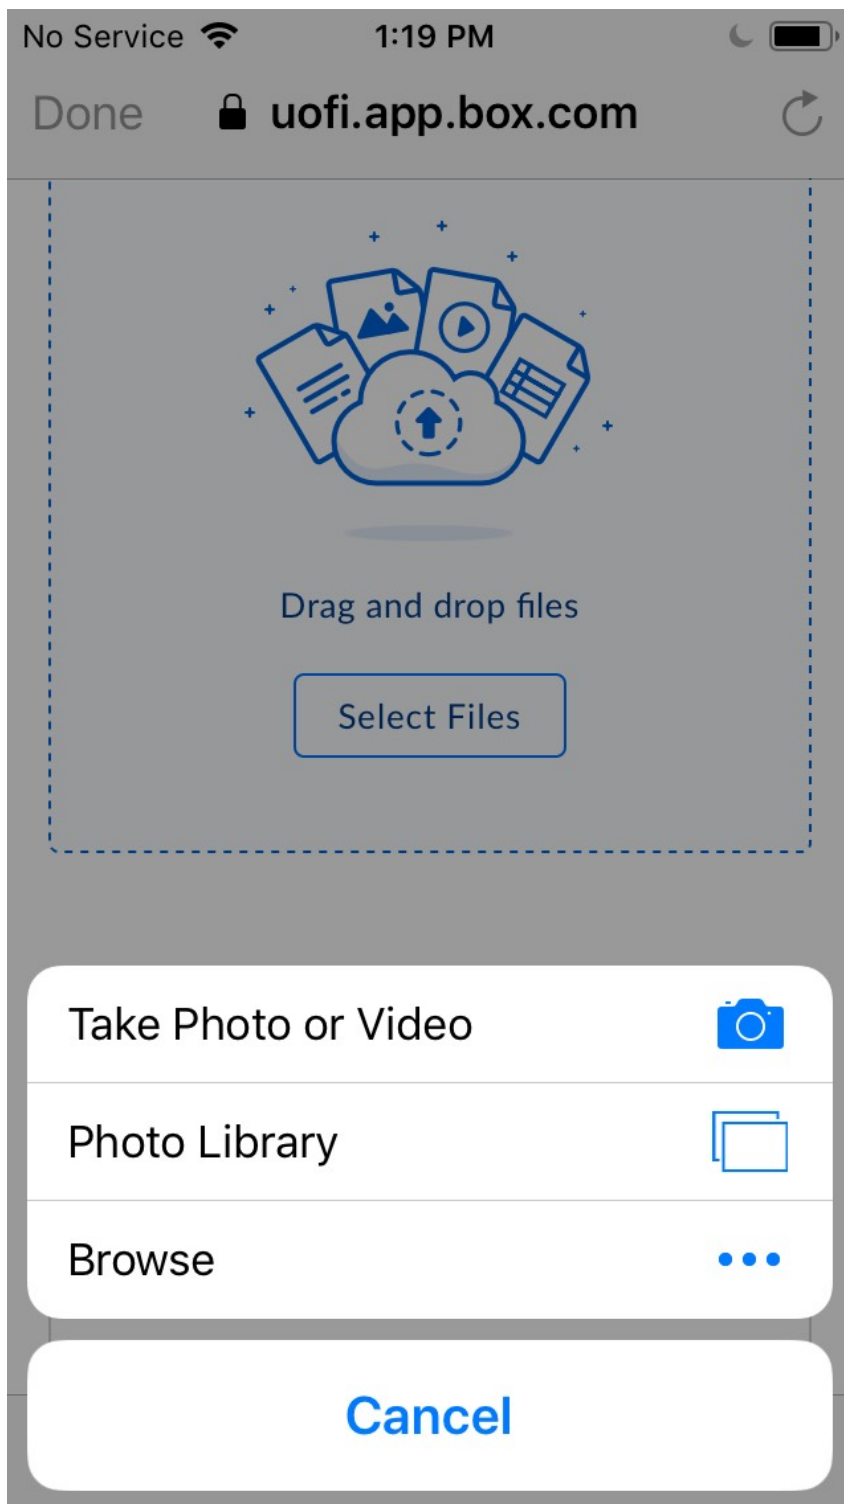 No Service 1:19 PM
Done uofi.app.box.com
Drag and drop files
Select Files
Take Photo or Video
Photo Library
Browse
Cancel